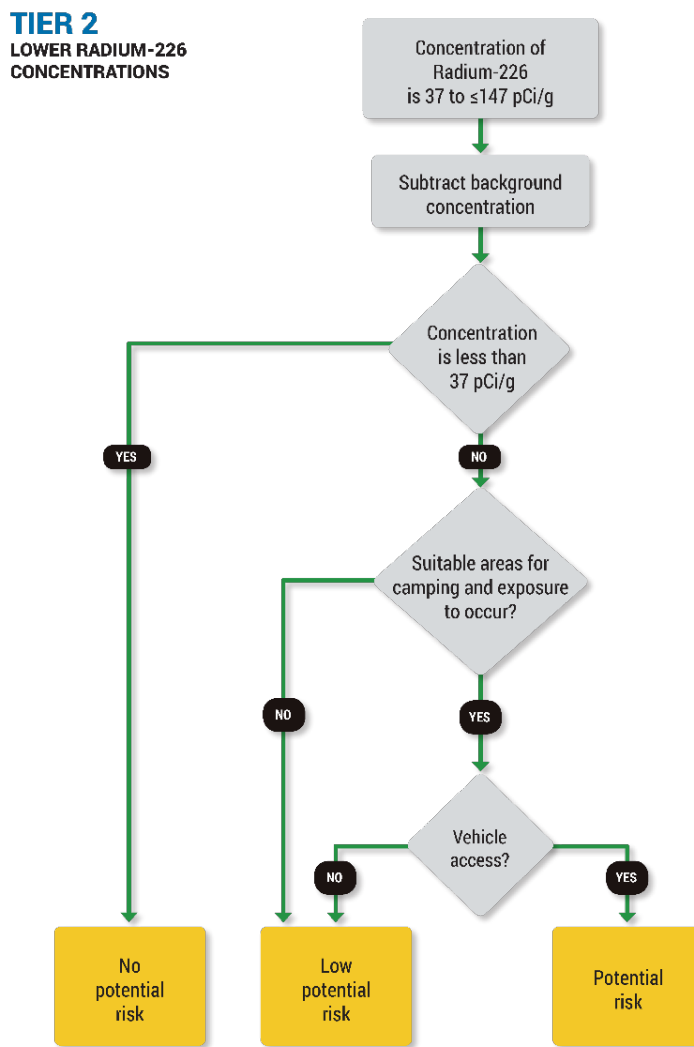 TIER 2
LOWER RADIUM-226
CONCENTRATIONS
Concentration of
Radium-226
is 37 to ≤147 pCi/g
Subtract background
concentration
Concentration
is less than
37 pCi/g
YES
NO
Suitable areas for
camping and exposure
to occur?
NO
YES
Vehicle
access?
NO
YES
No
potential
risk
Low
potential
risk
Potential
risk